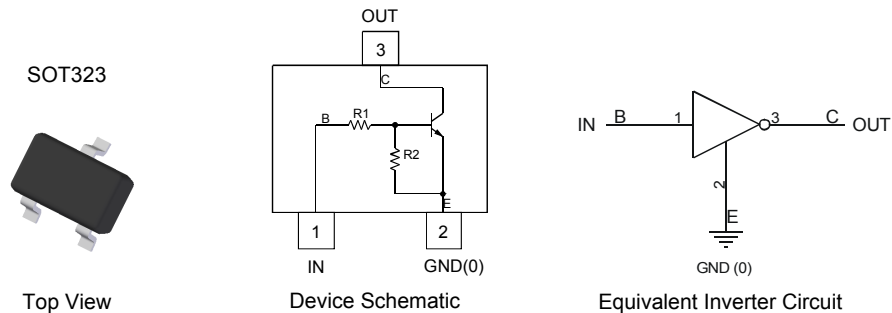 SOT323
Top View
OUT
3
C
B
R1
R2
E
1
2
IN
GND(0)
Device Schematic
IN
B
1
3
C
OUT
2
E
GND (0)
Equivalent Inverter Circuit